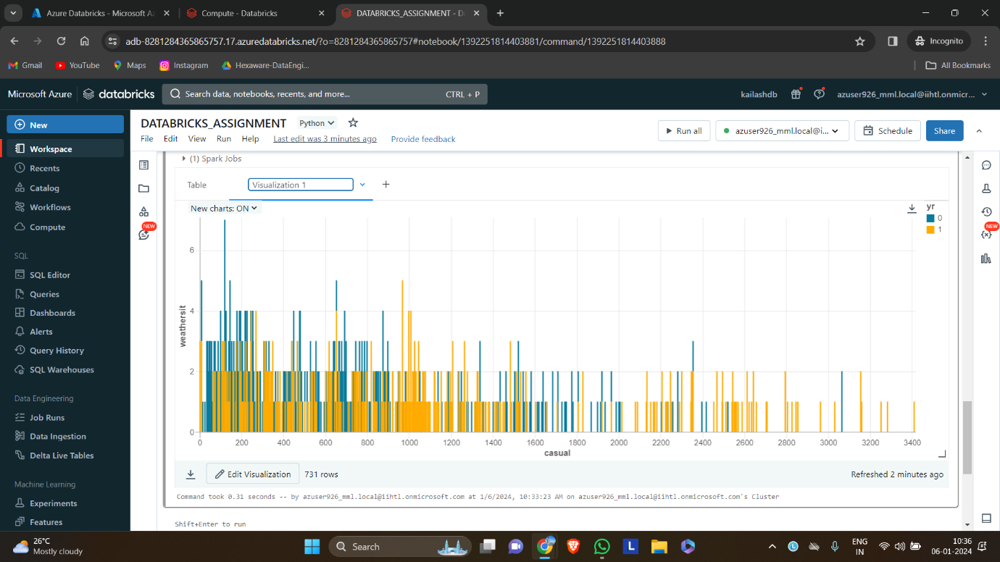 Azure Databricks - Microsoft Az
Compute - Databricks
DATABRICKS_ASSIGNMENT - D
adb-8281284365865757.17.azuredatabricks.net/?o=8281284365865757#notebook/1392251814403881/command/1392251814403888
Incognito
Gmail
YouTube
Maps
Instagram
Hexaware-DataEngi...
All Bookmarks
Microsoft Azure
databricks
Search data, notebooks, recents, and more...
CTRL + P
kailashdb
azuser926_mml.local@iihtl.onmicr...
New
Workspace
Recents
Catalog
Workflows
Compute
SQL
SQL Editor
Queries
Dashboards
Alerts
Query History
SQL Warehouses
Data Engineering
Job Runs
Data Ingestion
Delta Live Tables
Machine Learning
Experiments
Features
DATABRICKS_ASSIGNMENT
Python
File Edit View Run Help Last edit was 3 minutes ago Provide feedback
Run all
azuser926_mml.local@i...
Schedule
Share
NEW
NEW
(1) Spark Jobs
Table
Visualization 1
New charts: ON
yr
0
1
weathersit
6
4
2
0
0 200 400 600 800 1000 1200 1400 1600 1800 2000 2200 2400 2600 2800 3000 3200 3400
casual
Edit Visualization
731 rows
Refreshed 2 minutes ago
Command took 0.31 seconds -- by azuser926_mml.local@iihtl.onmicrosoft.com at 1/6/2024, 10:33:23 AM on azuser926_mml.local@iihtl.onmicrosoft.com's Cluster
Shift+Enter to run
26°C
Mostly cloudy
Search
L
L
ENG
IN
10:36
06-01-2024